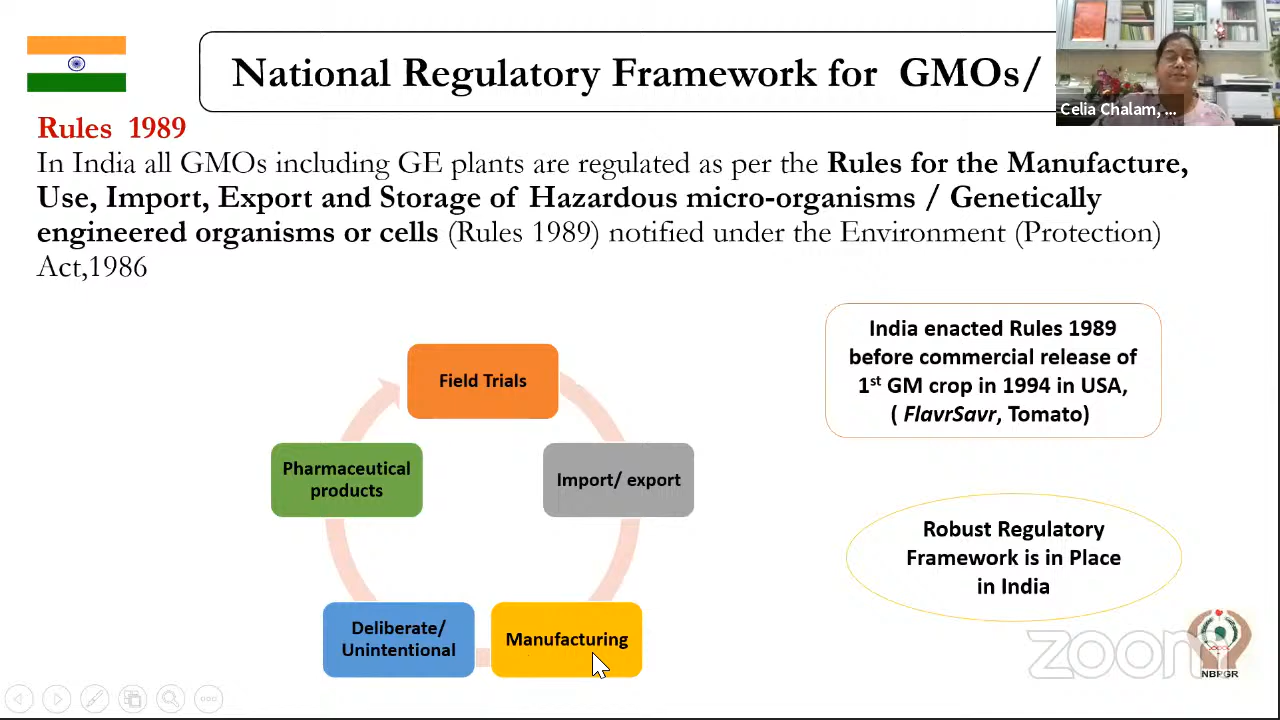 National Regulatory Framework for GMOs/
Celia Chalam, ...
Rules 1989
In India all GMOs including GE plants are regulated as per the Rules for the Manufacture,
Use, Import, Export and Storage of Hazardous micro-organisms / Genetically
engineered organisms or cells (Rules 1989) notified under the Environment (Protection)
Act,1986
India enacted Rules 1989
before commercial release of
1st GM crop in 1994 in USA,
( FlavrSavr, Tomato)
Field Trials
Pharmaceutical
products
Import/ export
Robust Regulatory
Framework is in Place
in India
Deliberate/
Unintentional
Manufacturing
zoom
NBPGR